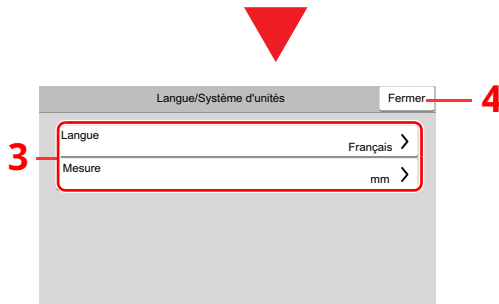 Langue/Système d'unités
Fermer
4
3
Langue
Français
Mesure
mm